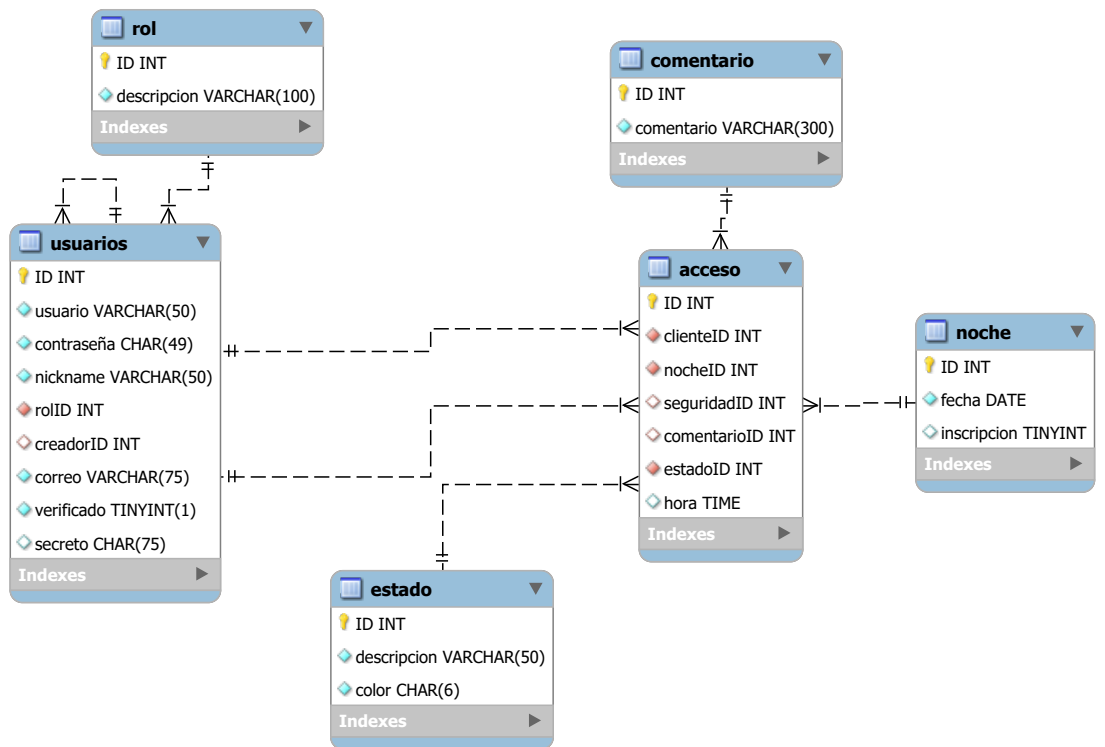 rol
ID INT
descripcion VARCHAR(100)
Indexes
comentario
ID INT
comentario VARCHAR(300)
Indexes
usuarios
ID INT
usuario VARCHAR(50)
contraseña CHAR(49)
nickname VARCHAR(50)
rolID INT
creadorID INT
correo VARCHAR(75)
verificado TINYINT(1)
secreto CHAR(75)
Indexes
acceso
ID INT
clienteID INT
nocheID INT
seguridadID INT
comentarioID INT
estadoID INT
hora TIME
Indexes
noche
ID INT
fecha DATE
inscripcion TINYINT
Indexes
estado
ID INT
descripcion VARCHAR(50)
color CHAR(6)
Indexes